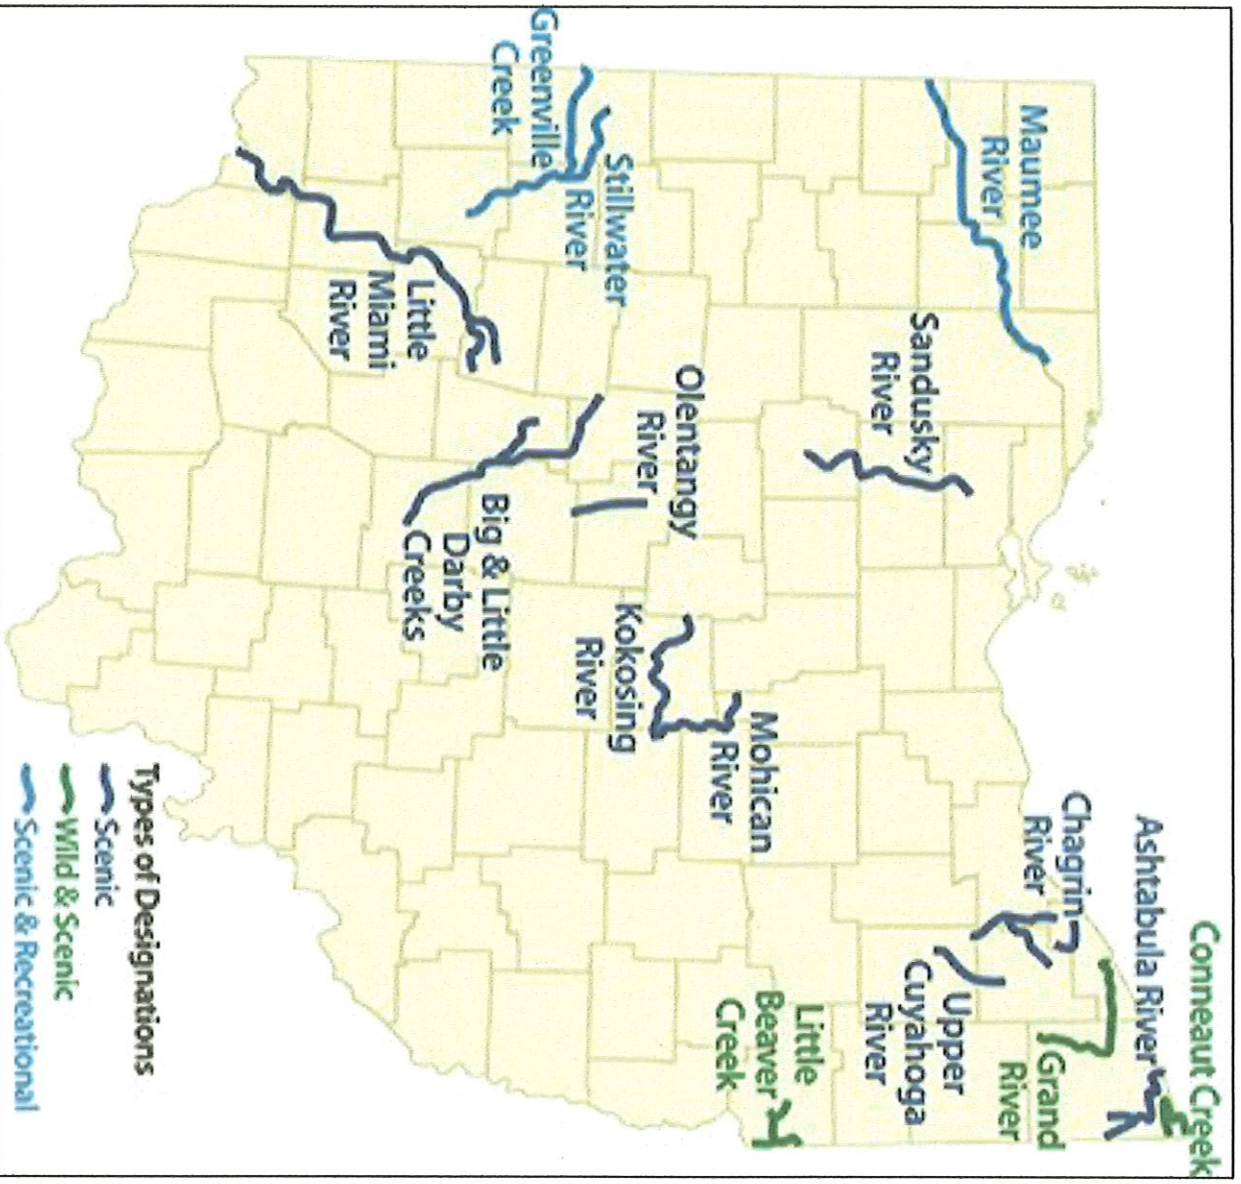 Conneaut Creek
Ashtabula River
Chagrin
River
Grand
River
Maumee
River
Upper
Cuyahoga
River
Sandusky
River
Little
Beaver
Creek
Mohican
River
Olentangy
River
Kokosing
River
Stillwater
River
Greenville
Creek
Big & Little
Darby
Creeks
Little
Miami
River
Types of Designations
Scenic
Wild & Scenic
Scenic & Recreational